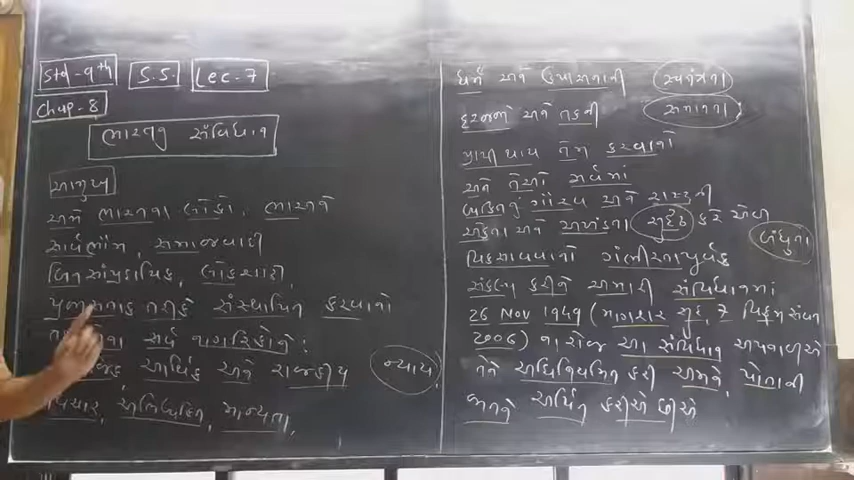 Std - 9th S.S. Lec - 7
Chap. 8
ભારતનું સંવિધાન
આમુખ
અમે ભારતના લોકો, ભારતને
સાર્વભૌમ, સમાજવાદી
બિન સાંપ્રદાયિક, લોકશાહી,
પ્રજાસત્તાક તરીકે સંસ્થાપિત કરવાનો
સર્વ નાગરિકોને :
આર્થિક અને રાજકીય ન્યાય,
વિચાર, અભિવ્યક્તિ, માન્યતા,
ધર્મ અને ઉપાસનાની સ્વતંત્રતા
દરજ્જો અને તકની સમાનતા
પ્રાપ્ત થાય તેમ કરવાનો
અને તેઓ સર્વમાં
વ્યક્તિનું ગૌરવ અને રાષ્ટ્રની
એકતા અને અખંડતા સુદૃઢ કરે એવી બંધુતા
વિકસાવવાનો ગંભીરતાપૂર્વક
સંકલ્પ કરીને અમારી સંવિધાનમાં
26 Nov 1949 (માગશર સુદ, 7 વિક્રમ સંવત
2006) ના રોજ આ સંવિધાન અપનાવીએ
તેને અધિનિયમિત કરી અમને, પોતાની
જાતને અર્પિત કરીએ છીએ